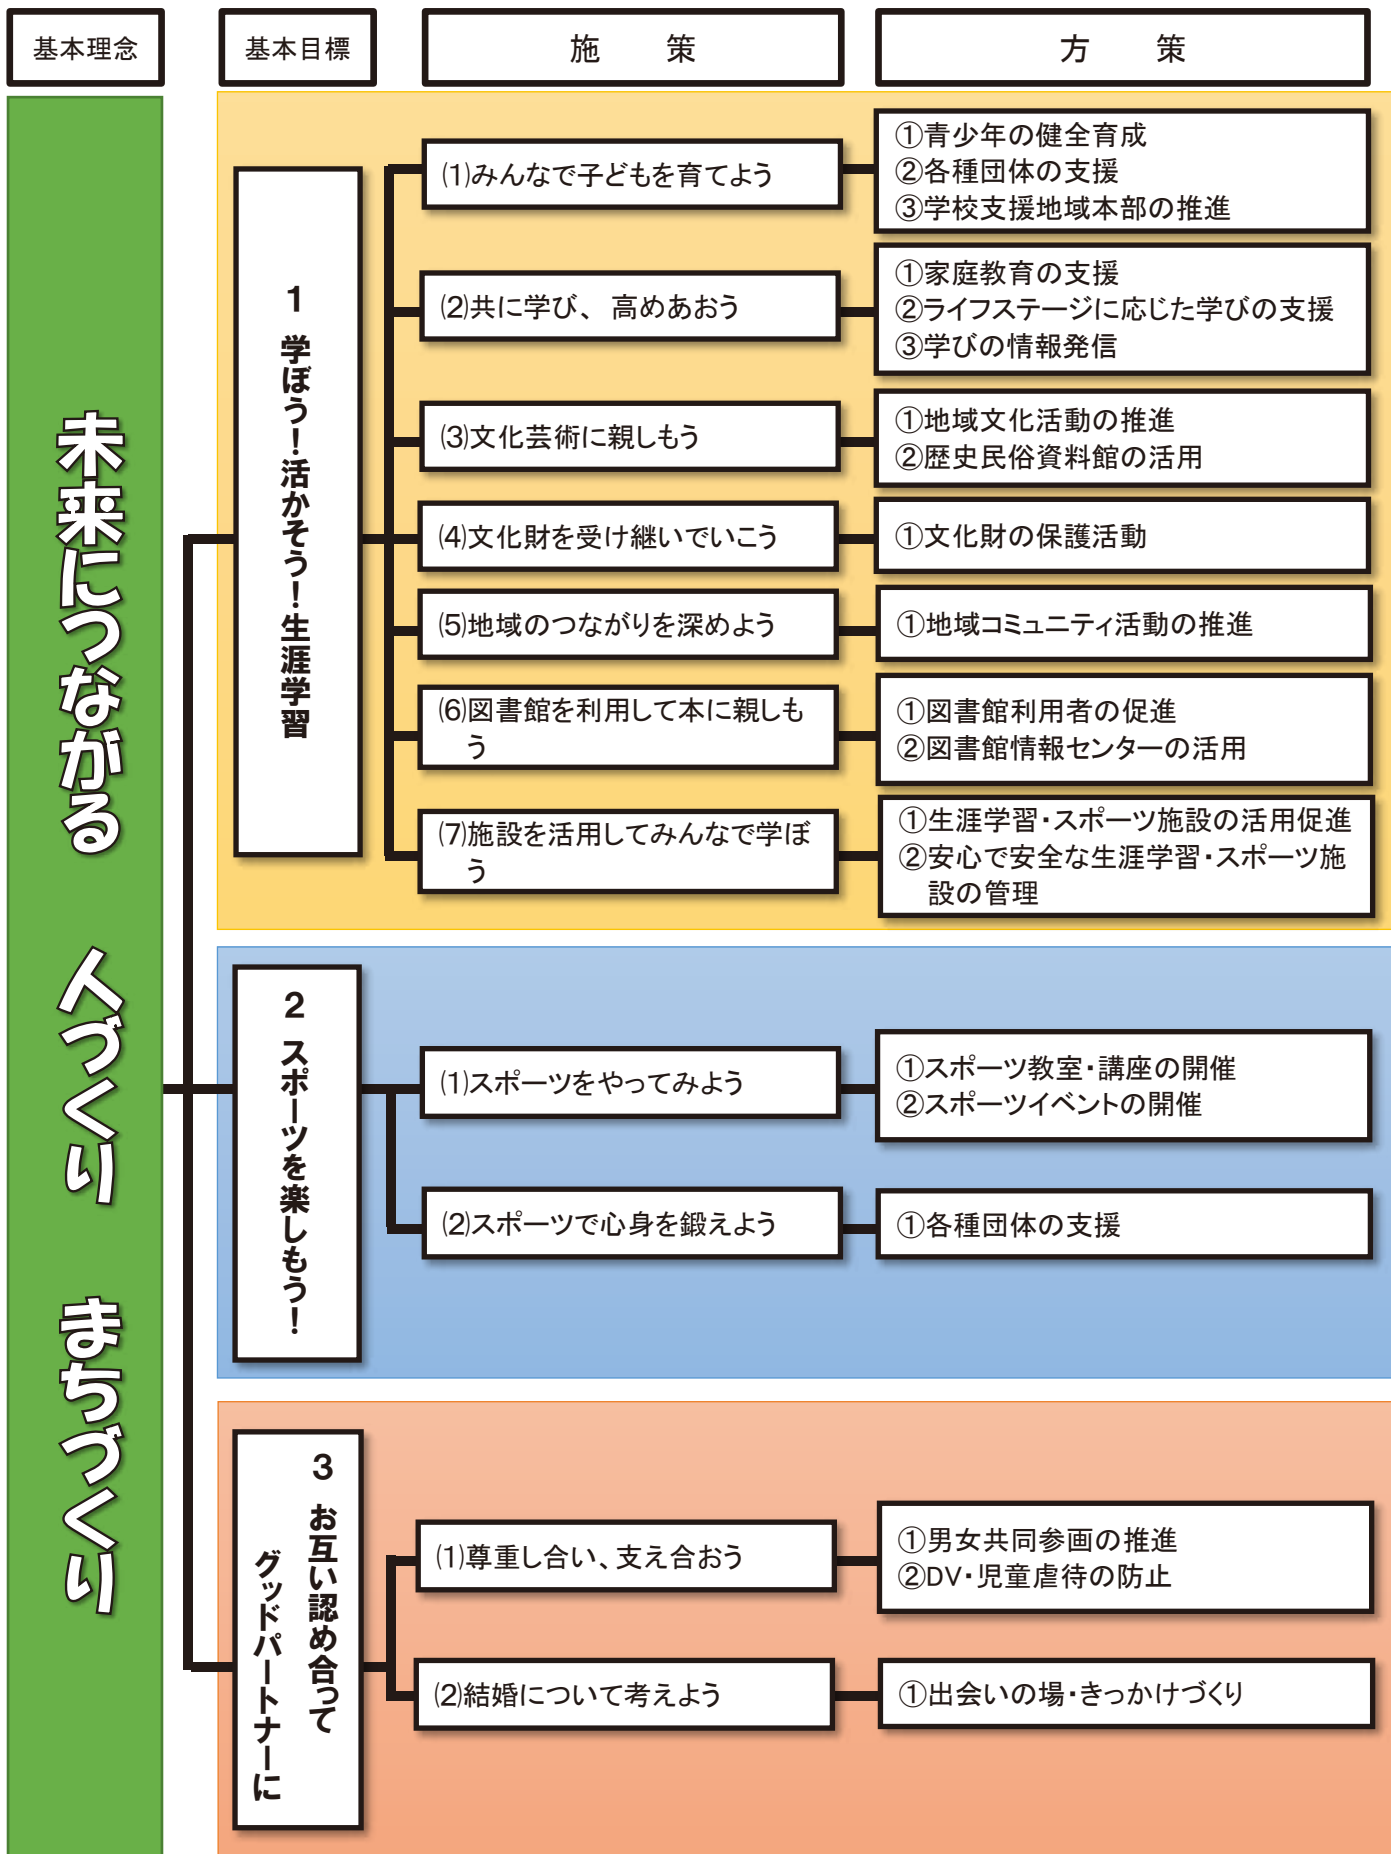 基本理念
基本目標
施　策
方　策
未来につながる　人づくり　まちづくり
1 学ぼう！活かそう！生涯学習
⑴みんなで子どもを育てよう
①青少年の健全育成
②各種団体の支援
③学校支援地域本部の推進
⑵共に学び、高めあおう
①家庭教育の支援
②ライフステージに応じた学びの支援
③学びの情報発信
⑶文化芸術に親しもう
①地域文化活動の推進
②歴史民俗資料館の活用
⑷文化財を受け継いでいこう
①文化財の保護活動
⑸地域のつながりを深めよう
①地域コミュニティ活動の推進
⑹図書館を利用して本に親しも
う
①図書館利用者の促進
②図書館情報センターの活用
⑺施設を活用してみんなで学ぼ
う
①生涯学習・スポーツ施設の活用促進
②安心で安全な生涯学習・スポーツ施
設の管理
2 スポーツを楽しもう！
⑴スポーツをやってみよう
①スポーツ教室・講座の開催
②スポーツイベントの開催
⑵スポーツで心身を鍛えよう
①各種団体の支援
3 お互い認め合って
グッドパートナーに
⑴尊重し合い、支え合おう
①男女共同参画の推進
②DV・児童虐待の防止
⑵結婚について考えよう
①出会いの場・きっかけづくり